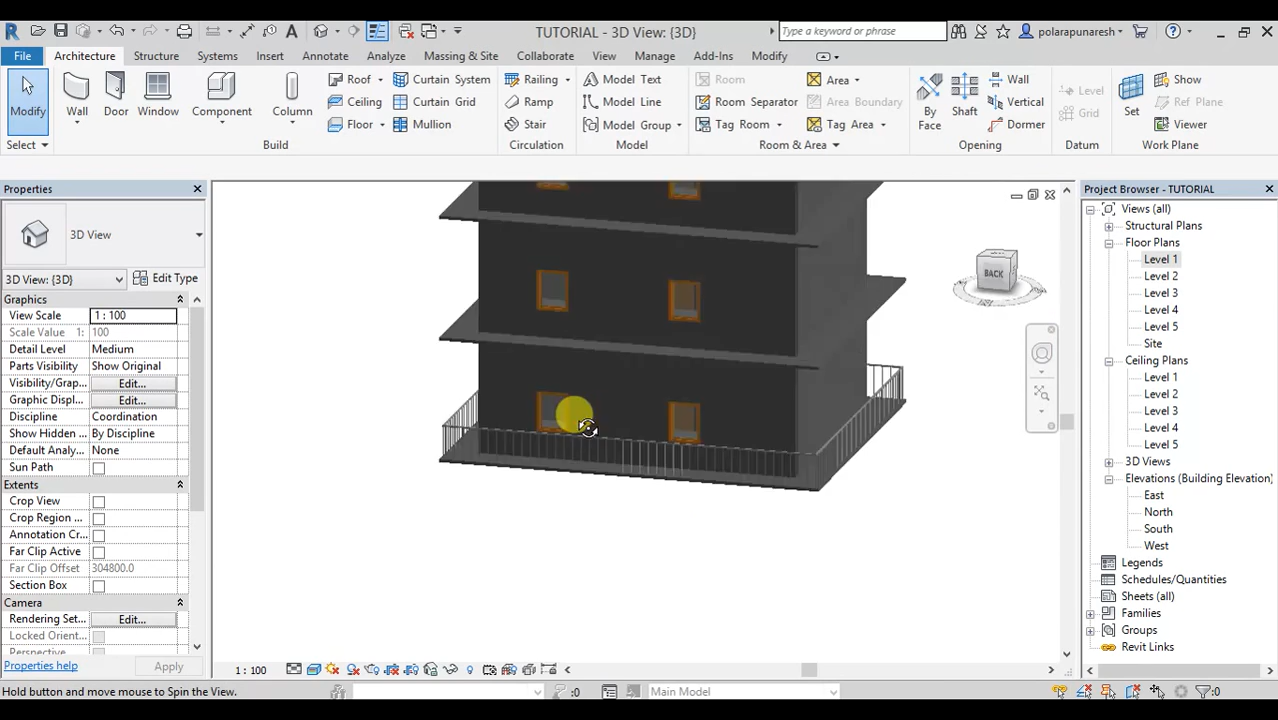 TUTORIAL - 3D View: {3D}
Type a keyword or phrase
polarapunaresh
File Architecture Structure Systems Insert Annotate Analyze Massing & Site Collaborate View Manage Add-Ins Modify
Modify
Wall
Door
Window
Component
Column
Roof
Ceiling
Floor
Curtain System
Curtain Grid
Mullion
Railing
Ramp
Stair
Model Text
Model Line
Model Group
Room
Room Separator
Tag Room
Area
Area Boundary
Tag Area
By Face
Shaft
Wall
Vertical
Dormer
Level
Grid
Set
Show
Ref Plane
Viewer
Select Build Circulation Model Room & Area Opening Datum Work Plane
Properties
3D View
3D View: {3D}
Edit Type
Graphics
View Scale 1 : 100
Scale Value 1: 100
Detail Level Medium
Parts Visibility Show Original
Visibility/Grap... Edit...
Graphic Displ... Edit...
Discipline Coordination
Show Hidden ... By Discipline
Default Analy... None
Sun Path
Extents
Crop View
Crop Region ...
Annotation Cr...
Far Clip Active
Far Clip Offset 304800.0
Section Box
Camera
Rendering Set... Edit...
Locked Orient...
Perspective
Properties help
Apply
BACK
Project Browser - TUTORIAL
Views (all)
Structural Plans
Floor Plans
Level 1
Level 2
Level 3
Level 4
Level 5
Site
Ceiling Plans
Level 1
Level 2
Level 3
Level 4
Level 5
3D Views
Elevations (Building Elevation)
East
North
South
West
Legends
Schedules/Quantities
Sheets (all)
Families
Groups
Revit Links
1 : 100
Hold button and move mouse to Spin the View.
:0
Main Model
:0